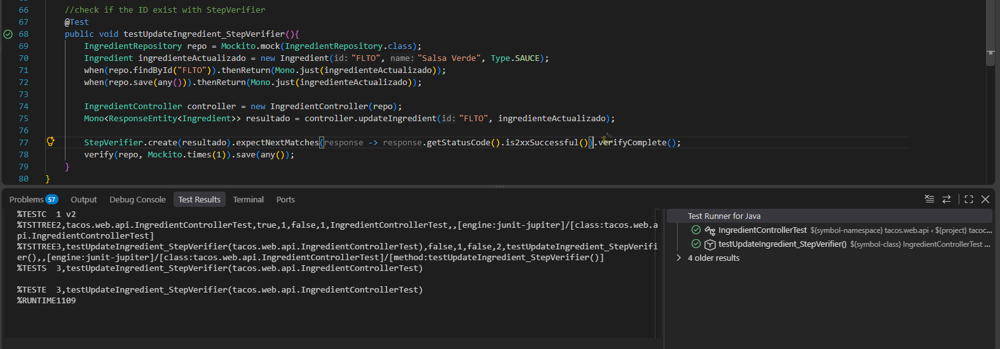 66 //check if the ID exist with StepVerifier
67 @Test
68 public void testUpdateIngredient_StepVerifier(){
69 IngredientRepository repo = Mockito.mock(IngredientRepository.class);
70 Ingredient ingredienteActualizado = new Ingredient(id: "FLTO", name: "Salsa Verde", Type.SAUCE);
71 when(repo.findById("FLTO")).thenReturn(Mono.just(ingredienteActualizado));
72 when(repo.save(any())).thenReturn(Mono.just(ingredienteActualizado));
73
74 IngredientController controller = new IngredientController(repo);
75 Mono<ResponseEntity<Ingredient>> resultado = controller.updateIngredient(id: "FLTO", ingredienteActualizado);
76
77 StepVerifier.create(resultado).expectNextMatches(response -> response.getStatusCode().is2xxSuccessful()).verifyComplete();
78 verify(repo, Mockito.times(1)).save(any());
79 }
80 }
Problems 57 Output Debug Console Test Results Terminal Ports
%TESTC 1 v2
%TSTTREE2,tacos.web.api.IngredientControllerTest,true,1,false,1,IngredientControllerTest,,[engine:junit-jupiter]/[class:tacos.web.a
pi.IngredientControllerTest]
%TSTTREE3,testUpdateIngredient_StepVerifier(tacos.web.api.IngredientControllerTest),false,1,false,2,testUpdateIngredient_StepVerifi
er(),,[engine:junit-jupiter]/[class:tacos.web.api.IngredientControllerTest]/[method:testUpdateIngredient_StepVerifier()]
%TESTS 3,testUpdateIngredient_StepVerifier(tacos.web.api.IngredientControllerTest)
%TESTE 3,testUpdateIngredient_StepVerifier(tacos.web.api.IngredientControllerTest)
%RUNTIME1109
Test Runner for Java
IngredientControllerTest $(symbol-namespace) tacos.web.api < $(project) tacoc...
testUpdateIngredient_StepVerifier() $(symbol-class) IngredientControllerTest ...
4 older results